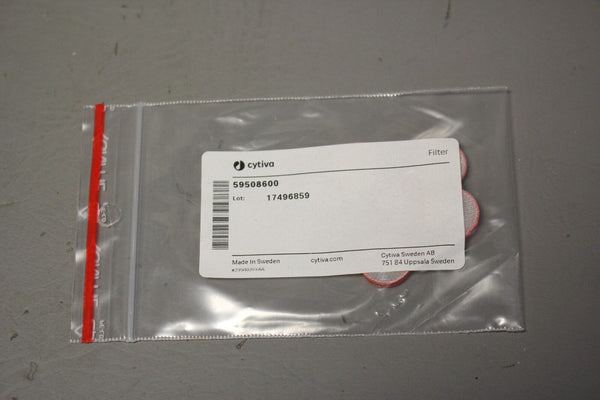 cytiva
Filter
59508600
Lot: 17496859
Made In Sweden
cytiva.com
Cytiva Sweden AB
751 84 Uppsala Sweden